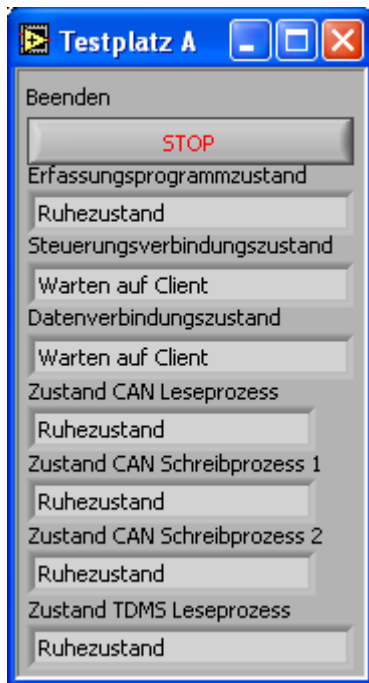 Testplatz A
Beenden
STOP
Erfassungsprogrammzustand
Ruhezustand
Steuerungsverbindungszustand
Warten auf Client
Datenverbindungszustand
Warten auf Client
Zustand CAN Leseprozess
Ruhezustand
Zustand CAN Schreibprozess 1
Ruhezustand
Zustand CAN Schreibprozess 2
Ruhezustand
Zustand TDMS Leseprozess
Ruhezustand